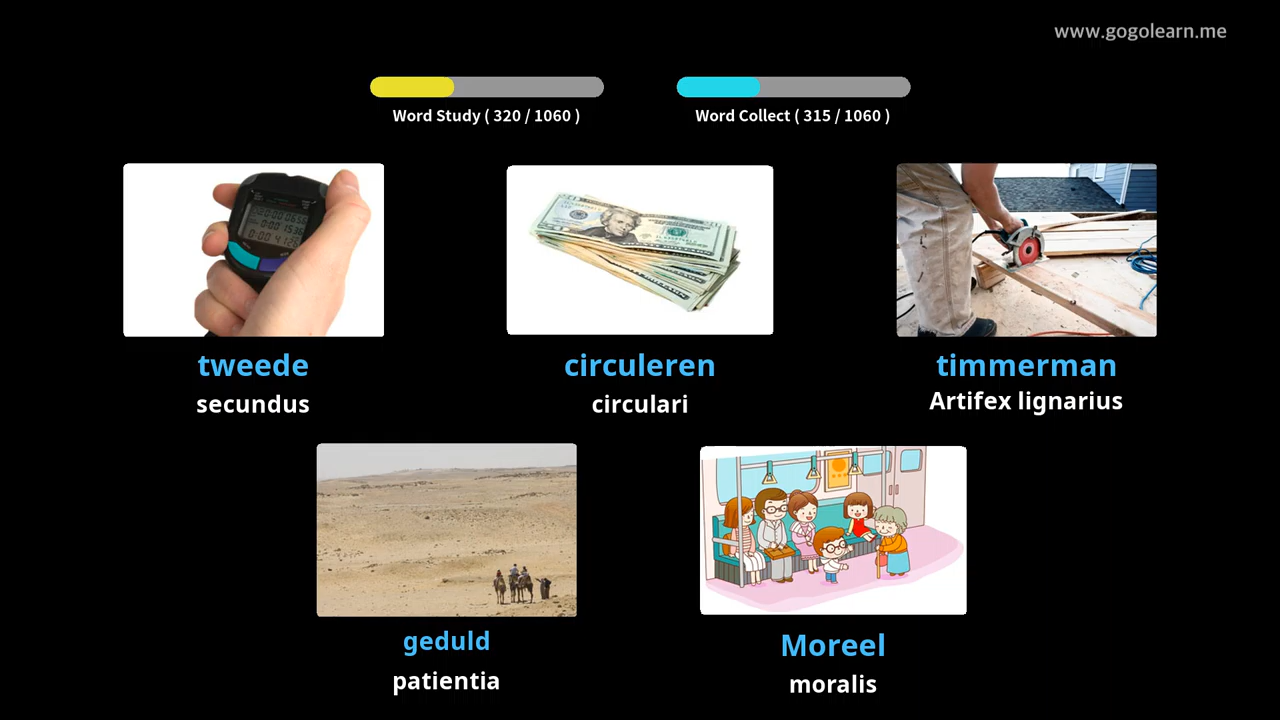 www.gogolearn.me
Word Study ( 320 / 1060 )
Word Collect ( 315 / 1060 )
tweede
secundus
circuleren
circulari
timmerman
Artifex lignarius
geduld
patientia
Moreel
moralis